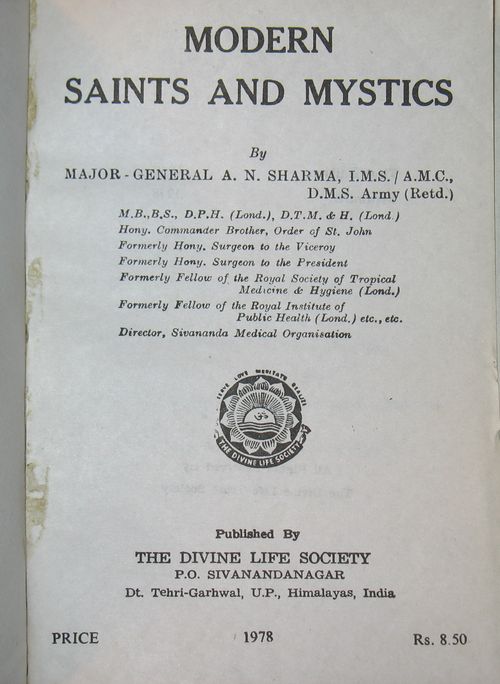 MODERN
SAINTS AND MYSTICS
By
MAJOR-GENERAL A. N. SHARMA, I.M.S./A.M.C.,
D.M.S. Army (Retd.)
M.B.,B.S., D.P.H. (Lond.), D.T.M. & H. (Lond.)
Hony. Commander Brother, Order of St. John
Formerly Hony. Surgeon to the Viceroy
Formerly Hony. Surgeon to the President
Formerly Fellow of the Royal Society of Tropical
Medicine & Hygiene (Lond.)
Formerly Fellow of the Royal Institute of
Public Health (Lond.) etc., etc.
Director, Sivananda Medical Organisation
SERVE LOVE MEDITATE REALIZE
ॐ
THE DIVINE LIFE SOCIETY
Published By
THE DIVINE LIFE SOCIETY
P.O. SIVANANDANAGAR
Dt. Tehri-Garhwal, U.P., Himalayas, India
PRICE 1978 Rs. 8.50